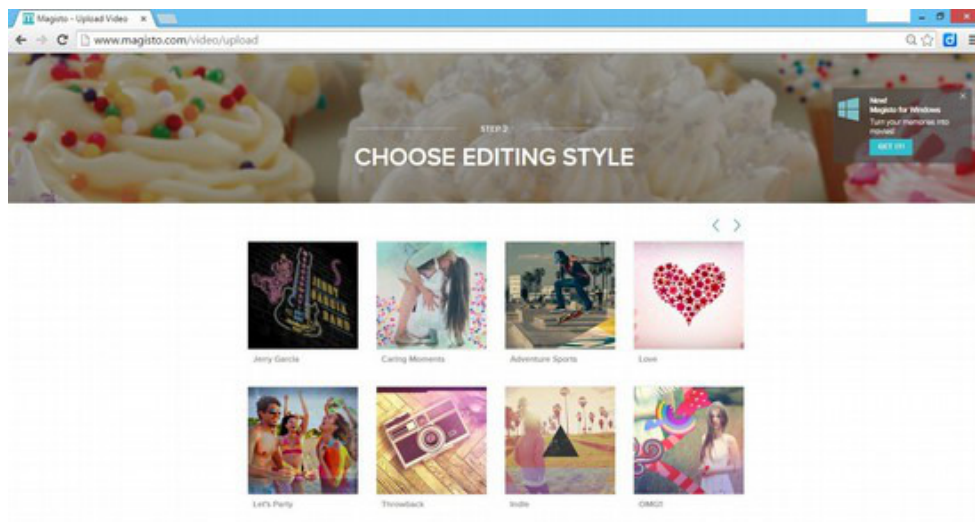 Magisto - Upload Video
www.magisto.com/video/upload
New!
Magisto for Windows
Turn your memories into
movies!
GET IT!
STEP 2
CHOOSE EDITING STYLE
JERRY
GARCIA
BAND
Jerry Garcia
Caring Moments
Adventure Sports
Love
Let's Party
Throwback
Indie
OMG!!